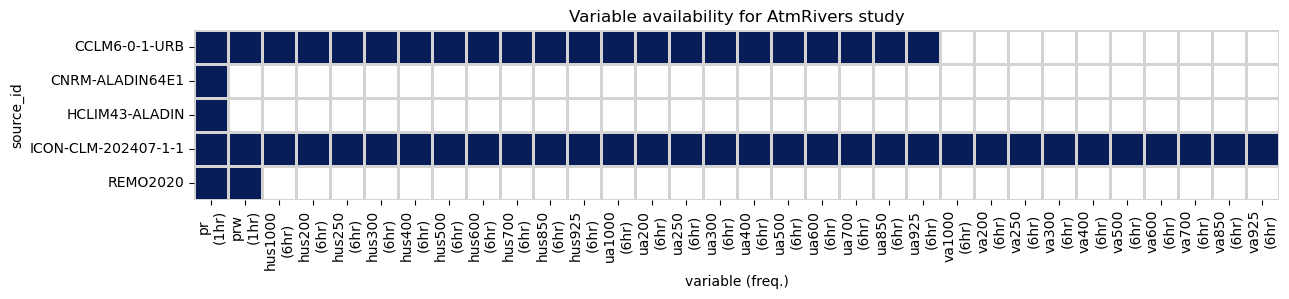 Variable availability for AtmRivers study
source_id
CCLM6-0-1-URB
CNRM-ALADIN64E1
HCLIM43-ALADIN
ICON-CLM-202407-1-1
REMO2020
pr
(1hr)
prw
(1hr)
hus1000
(6hr)
hus200
(6hr)
hus250
(6hr)
hus300
(6hr)
hus400
(6hr)
hus500
(6hr)
hus600
(6hr)
hus700
(6hr)
hus850
(6hr)
hus925
(6hr)
ua1000
(6hr)
ua200
(6hr)
ua250
(6hr)
ua300
(6hr)
ua400
(6hr)
ua500
(6hr)
ua600
(6hr)
ua700
(6hr)
ua850
(6hr)
ua925
(6hr)
va1000
(6hr)
va200
(6hr)
va250
(6hr)
va300
(6hr)
va400
(6hr)
va500
(6hr)
va600
(6hr)
va700
(6hr)
va850
(6hr)
va925
(6hr)
variable (freq.)